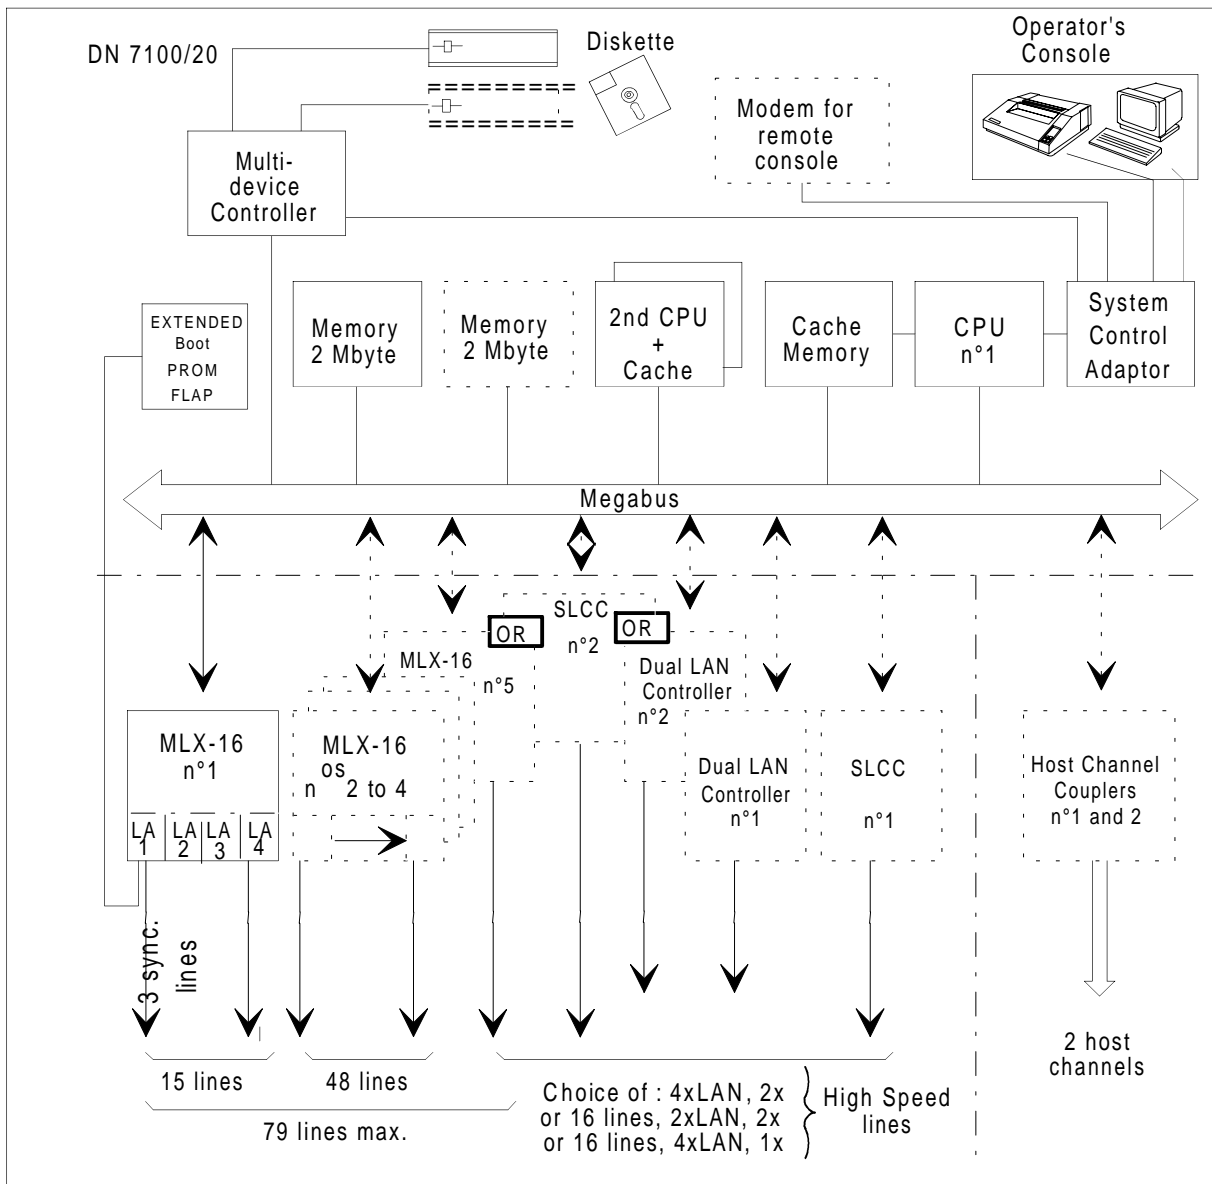 DN 7100/20
Diskette
Operator's
Console
Multi-
device
Controller
Modem for
remote
console
EXTENDED
Boot
PROM
FLAP
Memory
2 Mbyte
Memory
2 Mbyte
2nd CPU
+
Cache
Cache
Memory
CPU
n°1
System
Control
Adaptor
Megabus
SLCC
n°2
OR
OR
MLX-16
n°5
Dual LAN
Controller
n°2
MLX-16
n°1
LA
1
LA
2
LA
3
LA
4
MLX-16
n os 2 to 4
Dual LAN
Controller
n°1
SLCC
n°1
Host Channel
Couplers
n°1 and 2
3 sync.
lines
15 lines
48 lines
79 lines max.
Choice of : 4xLAN, 2x
or 16 lines, 2xLAN, 2x
or 16 lines, 4xLAN, 1x
High Speed
lines
2 host
channels